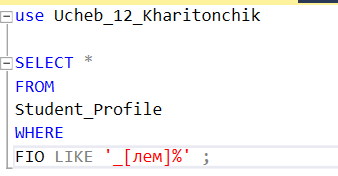 use Ucheb_12_Kharitonchik
SELECT *
FROM
Student_Profile
WHERE
FIO LIKE '_[лем]%' ;